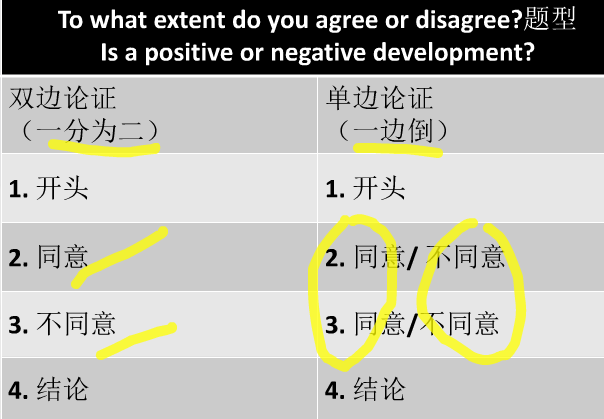 To what extent do you agree or disagree?题型
Is a positive or negative development?
双边论证
（一分为二）
单边论证
（一边倒）
1. 开头
1. 开头
2. 同意
2. 同意/ 不同意
3. 不同意
3. 同意/不同意
4. 结论
4. 结论